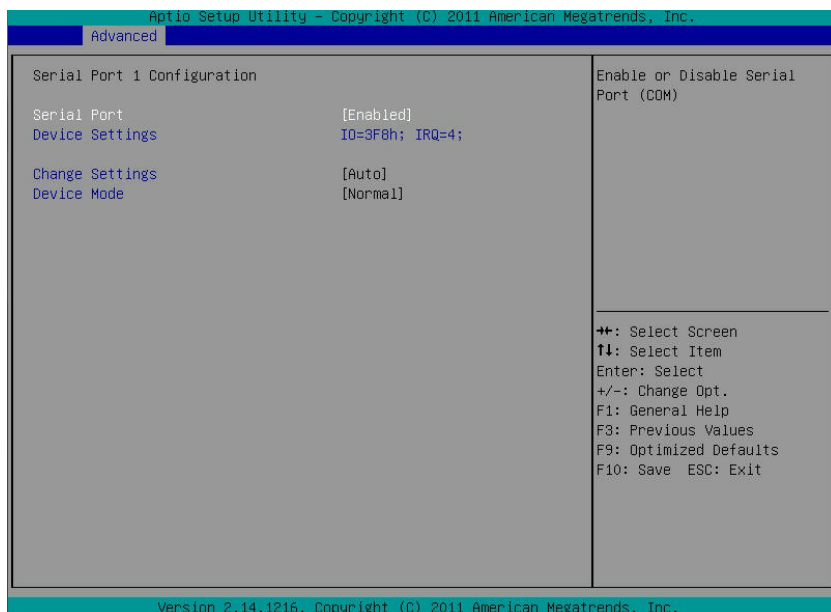 Aptio Setup Utility – Copyright (C) 2011 American Megatrends, Inc.
Advanced
Serial Port 1 Configuration
Serial Port [Enabled]
Device Settings IO=3F8h; IRQ=4;
Change Settings [Auto]
Device Mode [Normal]
Enable or Disable Serial
Port (COM)
→←: Select Screen
↑↓: Select Item
Enter: Select
+/-: Change Opt.
F1: General Help
F3: Previous Values
F9: Optimized Defaults
F10: Save ESC: Exit
Version 2.14.1216. Copyright (C) 2011 American Megatrends, Inc.